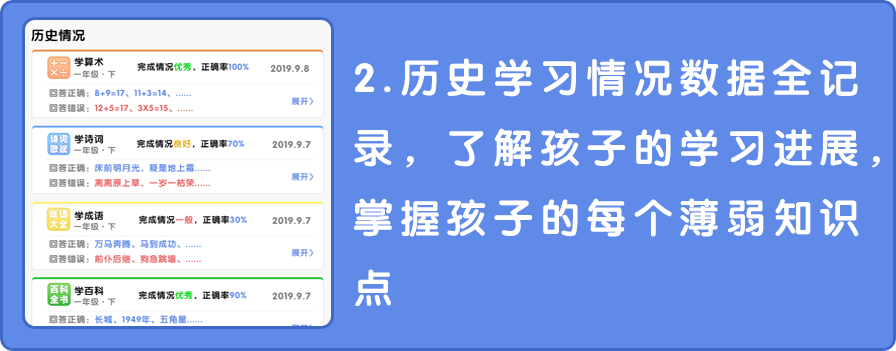 历史情况
学算术
一年级·下
完成情况优秀，正确率100%
2019.9.8
回答正确：8+9=17、11+3=14、......
回答错误：12+5=17、3X5=15、......
展开>
诗词
歌赋
学诗词
一年级·下
完成情况良好，正确率70%
2019.9.7
回答正确：床前明月光，疑是地上霜......
回答错误：离离原上草，一岁一枯荣......
展开>
成语
大全
学成语
一年级·下
完成情况一般，正确率30%
2019.9.7
回答正确：万马奔腾、马到成功、......
回答错误：前仆后继、狗急跳墙、......
展开>
百科
全书
学百科
一年级·下
完成情况优秀，正确率90%
2019.9.7
回答正确：长城、1949年、五角星......
2.历史学习情况数据全记
录，了解孩子的学习进展，
掌握孩子的每个薄弱知识
点